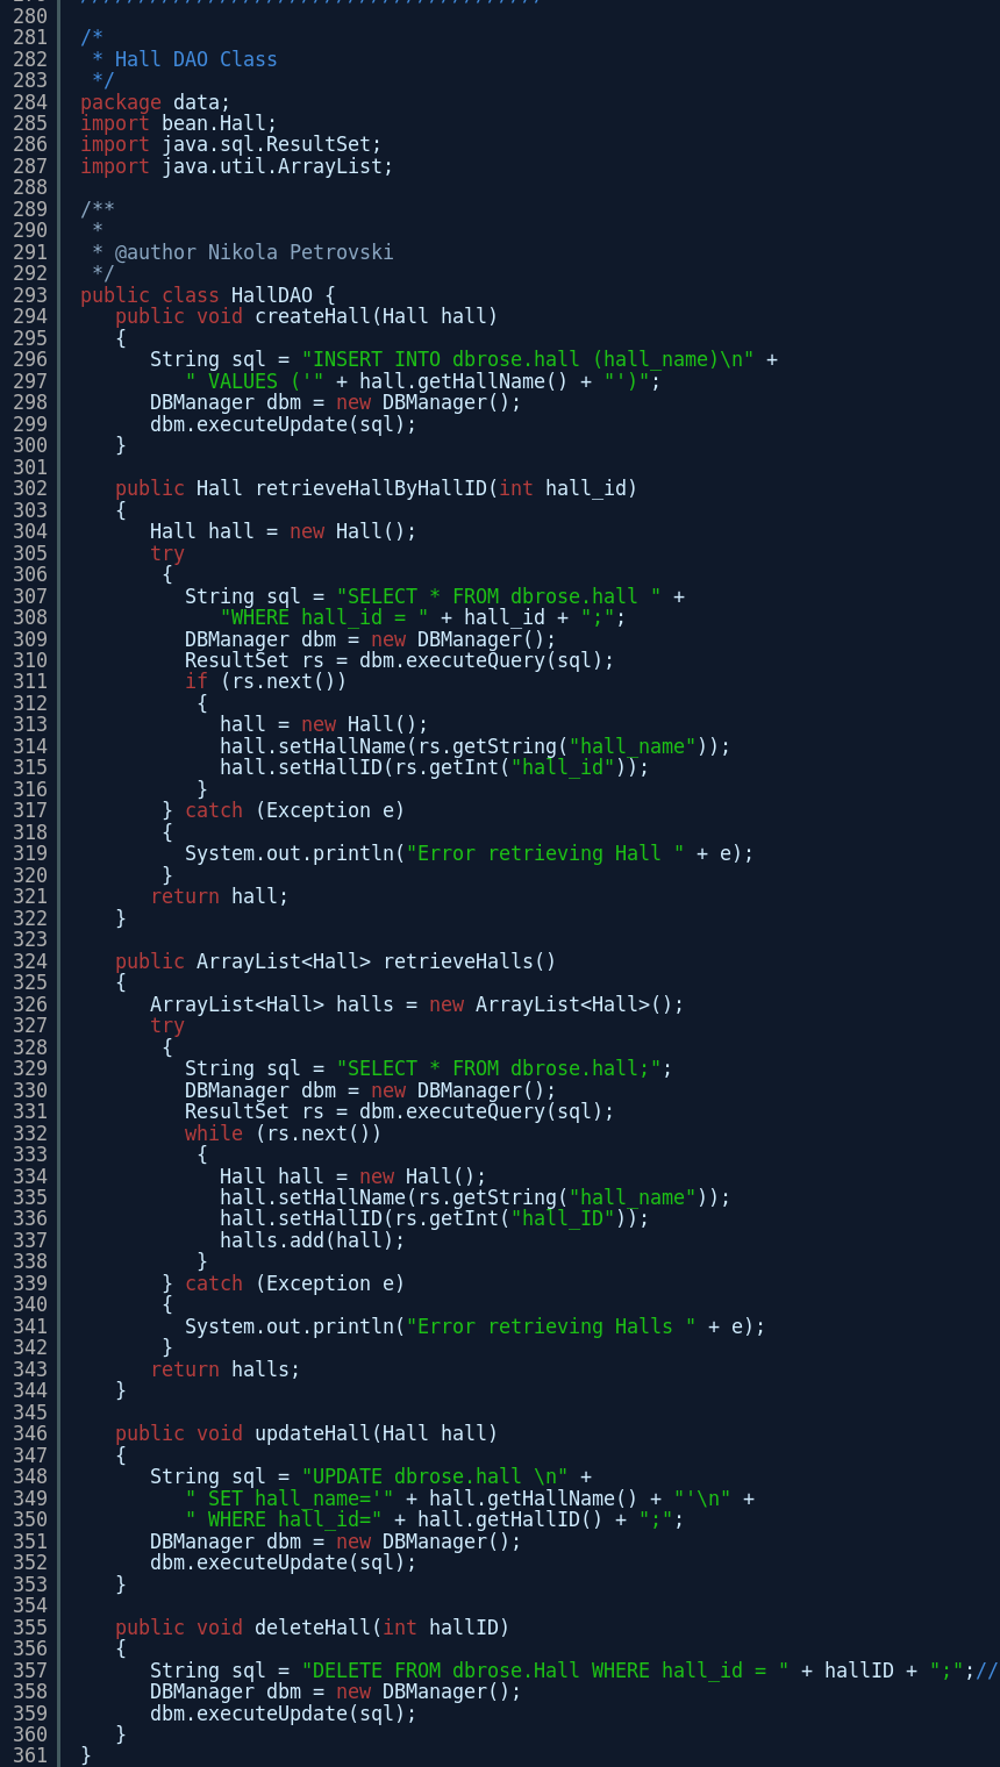 280
281 /*
282  * Hall DAO Class
283  */
284 package data;
285 import bean.Hall;
286 import java.sql.ResultSet;
287 import java.util.ArrayList;
288
289 /**
290  *
291  * @author Nikola Petrovski
292  */
293 public class HallDAO {
294    public void createHall(Hall hall)
295    {
296       String sql = "INSERT INTO dbrose.hall (hall_name)\n" +
297          " VALUES ('" + hall.getHallName() + "')";
298       DBManager dbm = new DBManager();
299       dbm.executeUpdate(sql);
300    }
301
302    public Hall retrieveHallByHallID(int hall_id)
303    {
304       Hall hall = new Hall();
305       try
306        {
307          String sql = "SELECT * FROM dbrose.hall " +
308             "WHERE hall_id = " + hall_id + ";";
309          DBManager dbm = new DBManager();
310          ResultSet rs = dbm.executeQuery(sql);
311          if (rs.next())
312           {
313             hall = new Hall();
314             hall.setHallName(rs.getString("hall_name"));
315             hall.setHallID(rs.getInt("hall_id"));
316           }
317        } catch (Exception e)
318        {
319          System.out.println("Error retrieving Hall " + e);
320        }
321       return hall;
322    }
323
324    public ArrayList<Hall> retrieveHalls()
325    {
326       ArrayList<Hall> halls = new ArrayList<Hall>();
327       try
328        {
329          String sql = "SELECT * FROM dbrose.hall;";
330          DBManager dbm = new DBManager();
331          ResultSet rs = dbm.executeQuery(sql);
332          while (rs.next())
333           {
334             Hall hall = new Hall();
335             hall.setHallName(rs.getString("hall_name"));
336             hall.setHallID(rs.getInt("hall_ID"));
337             halls.add(hall);
338           }
339        } catch (Exception e)
340        {
341          System.out.println("Error retrieving Halls " + e);
342        }
343       return halls;
344    }
345
346    public void updateHall(Hall hall)
347    {
348       String sql = "UPDATE dbrose.hall \n" +
349          " SET hall_name='" + hall.getHallName() + "'\n" +
350          " WHERE hall_id=" + hall.getHallID() + ";";
351       DBManager dbm = new DBManager();
352       dbm.executeUpdate(sql);
353    }
354
355    public void deleteHall(int hallID)
356    {
357       String sql = "DELETE FROM dbrose.Hall WHERE hall_id = " + hallID + ";";//
358       DBManager dbm = new DBManager();
359       dbm.executeUpdate(sql);
360    }
361 }